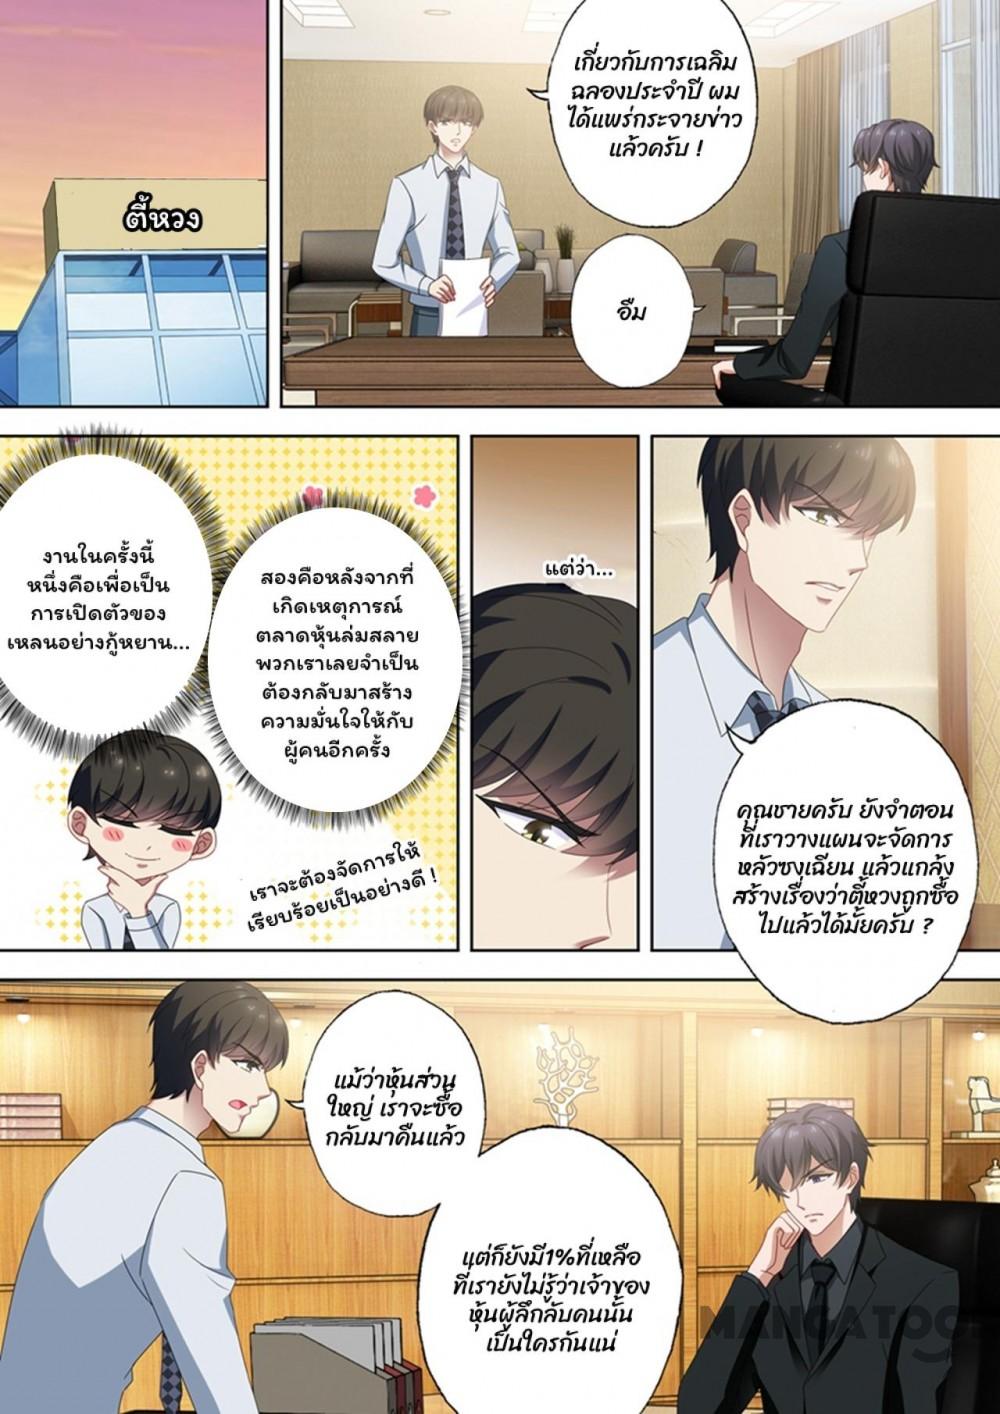 ตี้หวง
เกี่ยวกับการเฉลิม
ฉลองประจำปี ผม
ได้แพร่กระจายข่าว
แล้วครับ !
อืม
งานในครั้งนี้
หนึ่งคือเพื่อเป็น
การเปิดตัวของ
เหลนอย่างกู้หยาน...
สองคือหลังจากที่
เกิดเหตุการณ์
ตลาดหุ้นล่มสลาย
พวกเราเลยจำเป็น
ต้องกลับมาสร้าง
ความมั่นใจให้กับ
ผู้คนอีกครั้ง
เราจะต้องจัดการให้
เรียบร้อยเป็นอย่างดี !
แต่ว่า...
คุณชายครับ ยังจำตอน
ที่เราวางแผนจะจัดการ
หลัวซงเฉียน แล้วแกล้ง
สร้างเรื่องว่าตี้หวงถูกซื้อ
ไปแล้วได้มั้ยครับ ?
แม้ว่าหุ้นส่วน
ใหญ่ เราจะซื้อ
กลับมาคืนแล้ว
แต่ก็ยังมี1%ที่เหลือ
ที่เรายังไม่รู้ว่าเจ้าของ
หุ้นผู้ลึกลับคนนั้น
เป็นใครกันแน่
MANGATOON